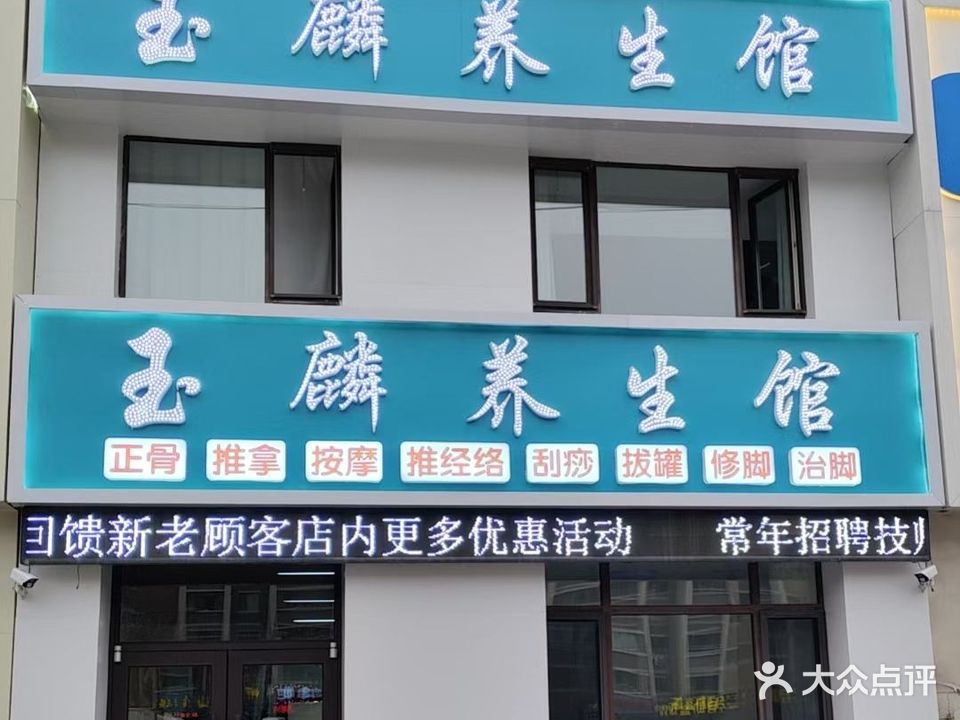 玉麟养生馆
玉麟养生馆
正骨 推拿 按摩 推经络 刮痧 拔罐 修脚 治脚
回馈新老顾客店内更多优惠活动 常年招聘技师
大众点评